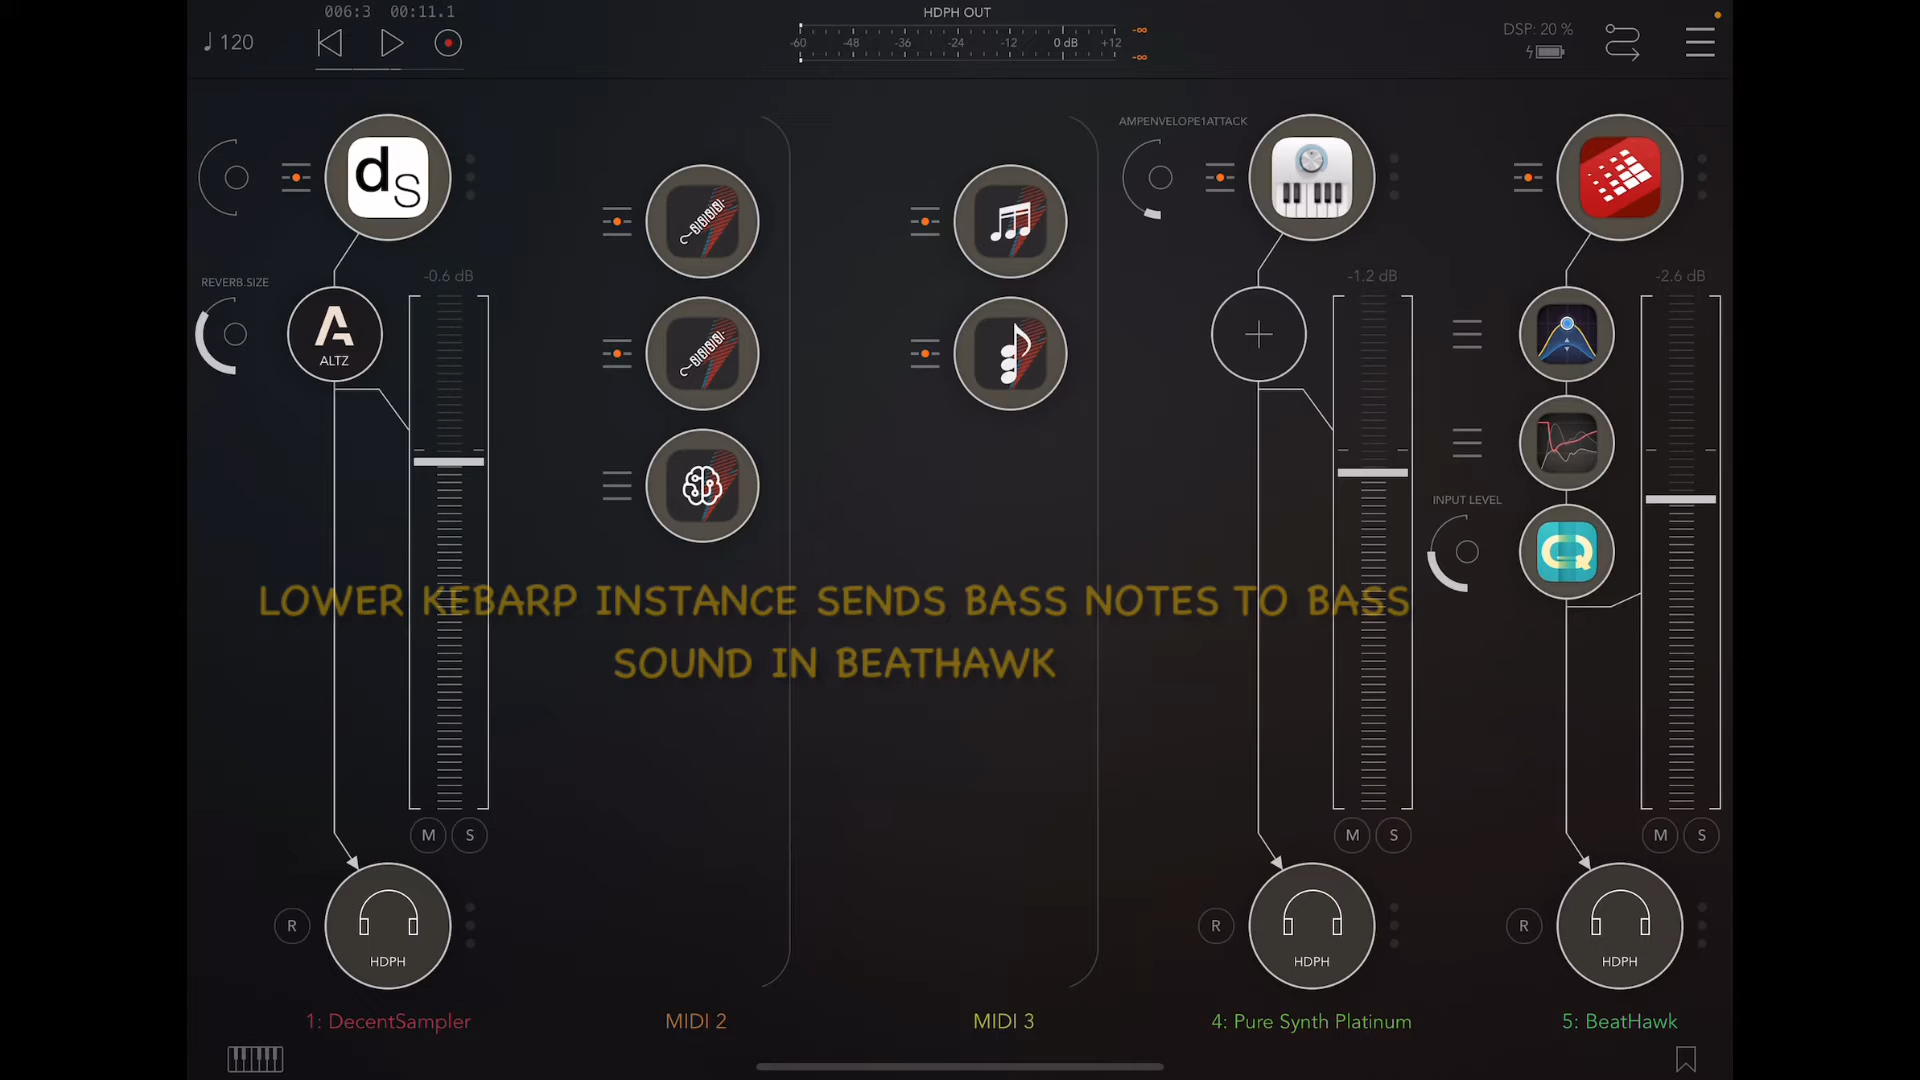 006:3 00:11.1
HDPH OUT
120
-60 -48 -36 -24 -12 0 dB +12
-∞
-∞
DSP: 20 %
AMPENVELOPE1ATTACK
ds
REVERB.SIZE
-0.6 dB
-1.2 dB
-2.6 dB
A
ALTZ
INPUT LEVEL
Q
LOWER KEBARP INSTANCE SENDS BASS NOTES TO BASS
SOUND IN BEATHAWK
M S
M S
M S
R
HDPH
R
HDPH
R
HDPH
1: DecentSampler
MIDI 2
MIDI 3
4: Pure Synth Platinum
5: BeatHawk